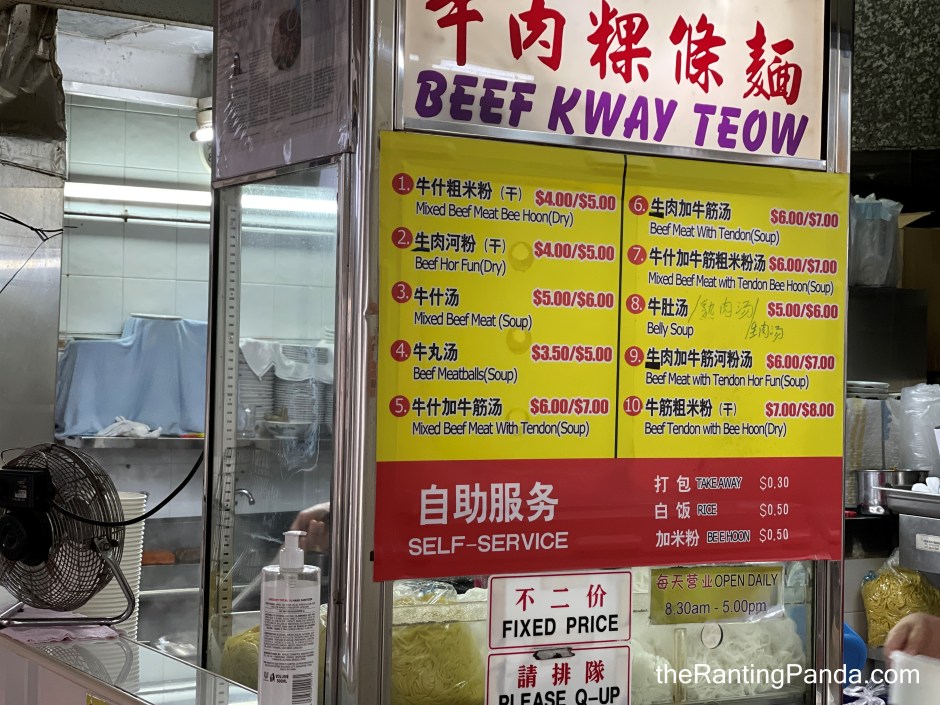 牛肉粿條麵
BEEF KWAY TEOW
1. 牛什粗米粉（干） $4.00/$5.00
Mixed Beef Meat Bee Hoon(Dry)
2. 生肉河粉（干） $4.00/$5.00
Beef Hor Fun(Dry)
3. 牛什汤 $5.00/$6.00
Mixed Beef Meat (Soup)
4. 牛丸汤 $3.50/$5.00
Beef Meatballs(Soup)
5. 牛什加牛筋汤 $6.00/$7.00
Mixed Beef Meat With Tendon(Soup)
6. 生肉加牛筋汤 $6.00/$7.00
Beef Meat With Tendon(Soup)
7. 牛什加牛筋粗米粉汤 $6.00/$7.00
Mixed Beef Meat with Tendon Bee Hoon(Soup)
8. 牛肚汤 /熟肉汤/ $5.00/$6.00
Belly Soup 生肉汤
9. 生肉加牛筋河粉汤 $6.00/$7.00
Beef Meat with Tendon Hor Fun(Soup)
10. 牛筋粗米粉（干） $7.00/$8.00
Beef Tendon with Bee Hoon(Dry)
自助服务
SELF-SERVICE
打包 TAKE AWAY $0.30
白饭 RICE $0.50
加米粉 BEE HOON $0.50
不二价
FIXED PRICE
請排隊
PLEASE Q-UP
每天营业 OPEN DAILY
8.30am - 5.00pm
theRantingPanda.com